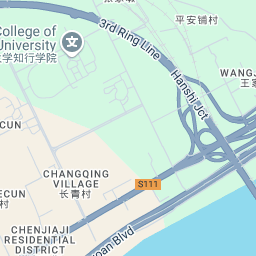 3rd Ring Line
平安铺村
College of
University
学知行学院
Hanshi Jct
WANGJ
王家
CUN
CHANGQING
VILLAGE
长青村
S111
ECUN
村
CHENJIAJI
RESIDENTIAL
DISTRICT
Blvd